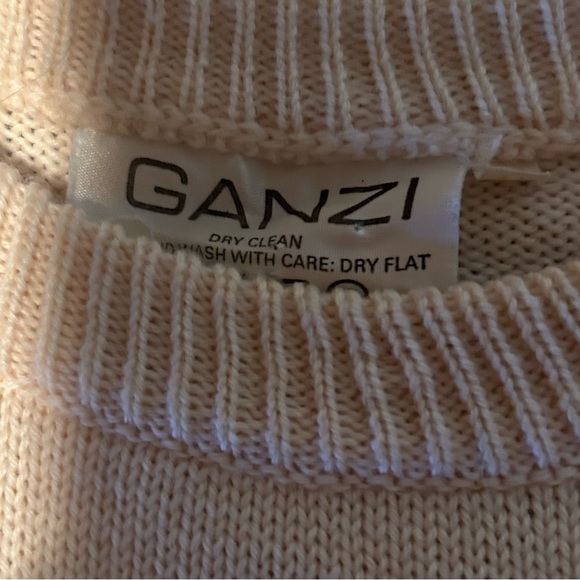 GANZI
DRY CLEAN
WASH WITH CARE: DRY FLAT